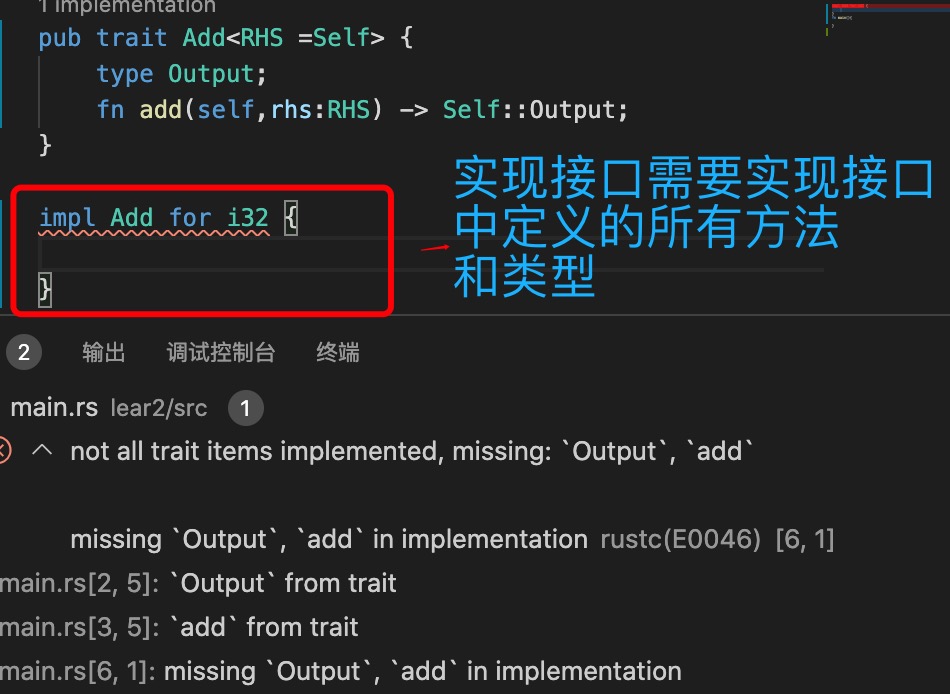 1 implementation
pub trait Add<RHS =Self> {
type Output;
fn add(self,rhs:RHS) -> Self::Output;
}
impl Add for i32 {
}
实现接口需要实现接口
中定义的所有方法
和类型
2 输出 调试控制台 终端
main.rs lear2/src 1
not all trait items implemented, missing: `Output`, `add`
missing `Output`, `add` in implementation rustc(E0046) [6, 1]
main.rs[2, 5]: `Output` from trait
main.rs[3, 5]: `add` from trait
main.rs[6, 1]: missing `Output`, `add` in implementation